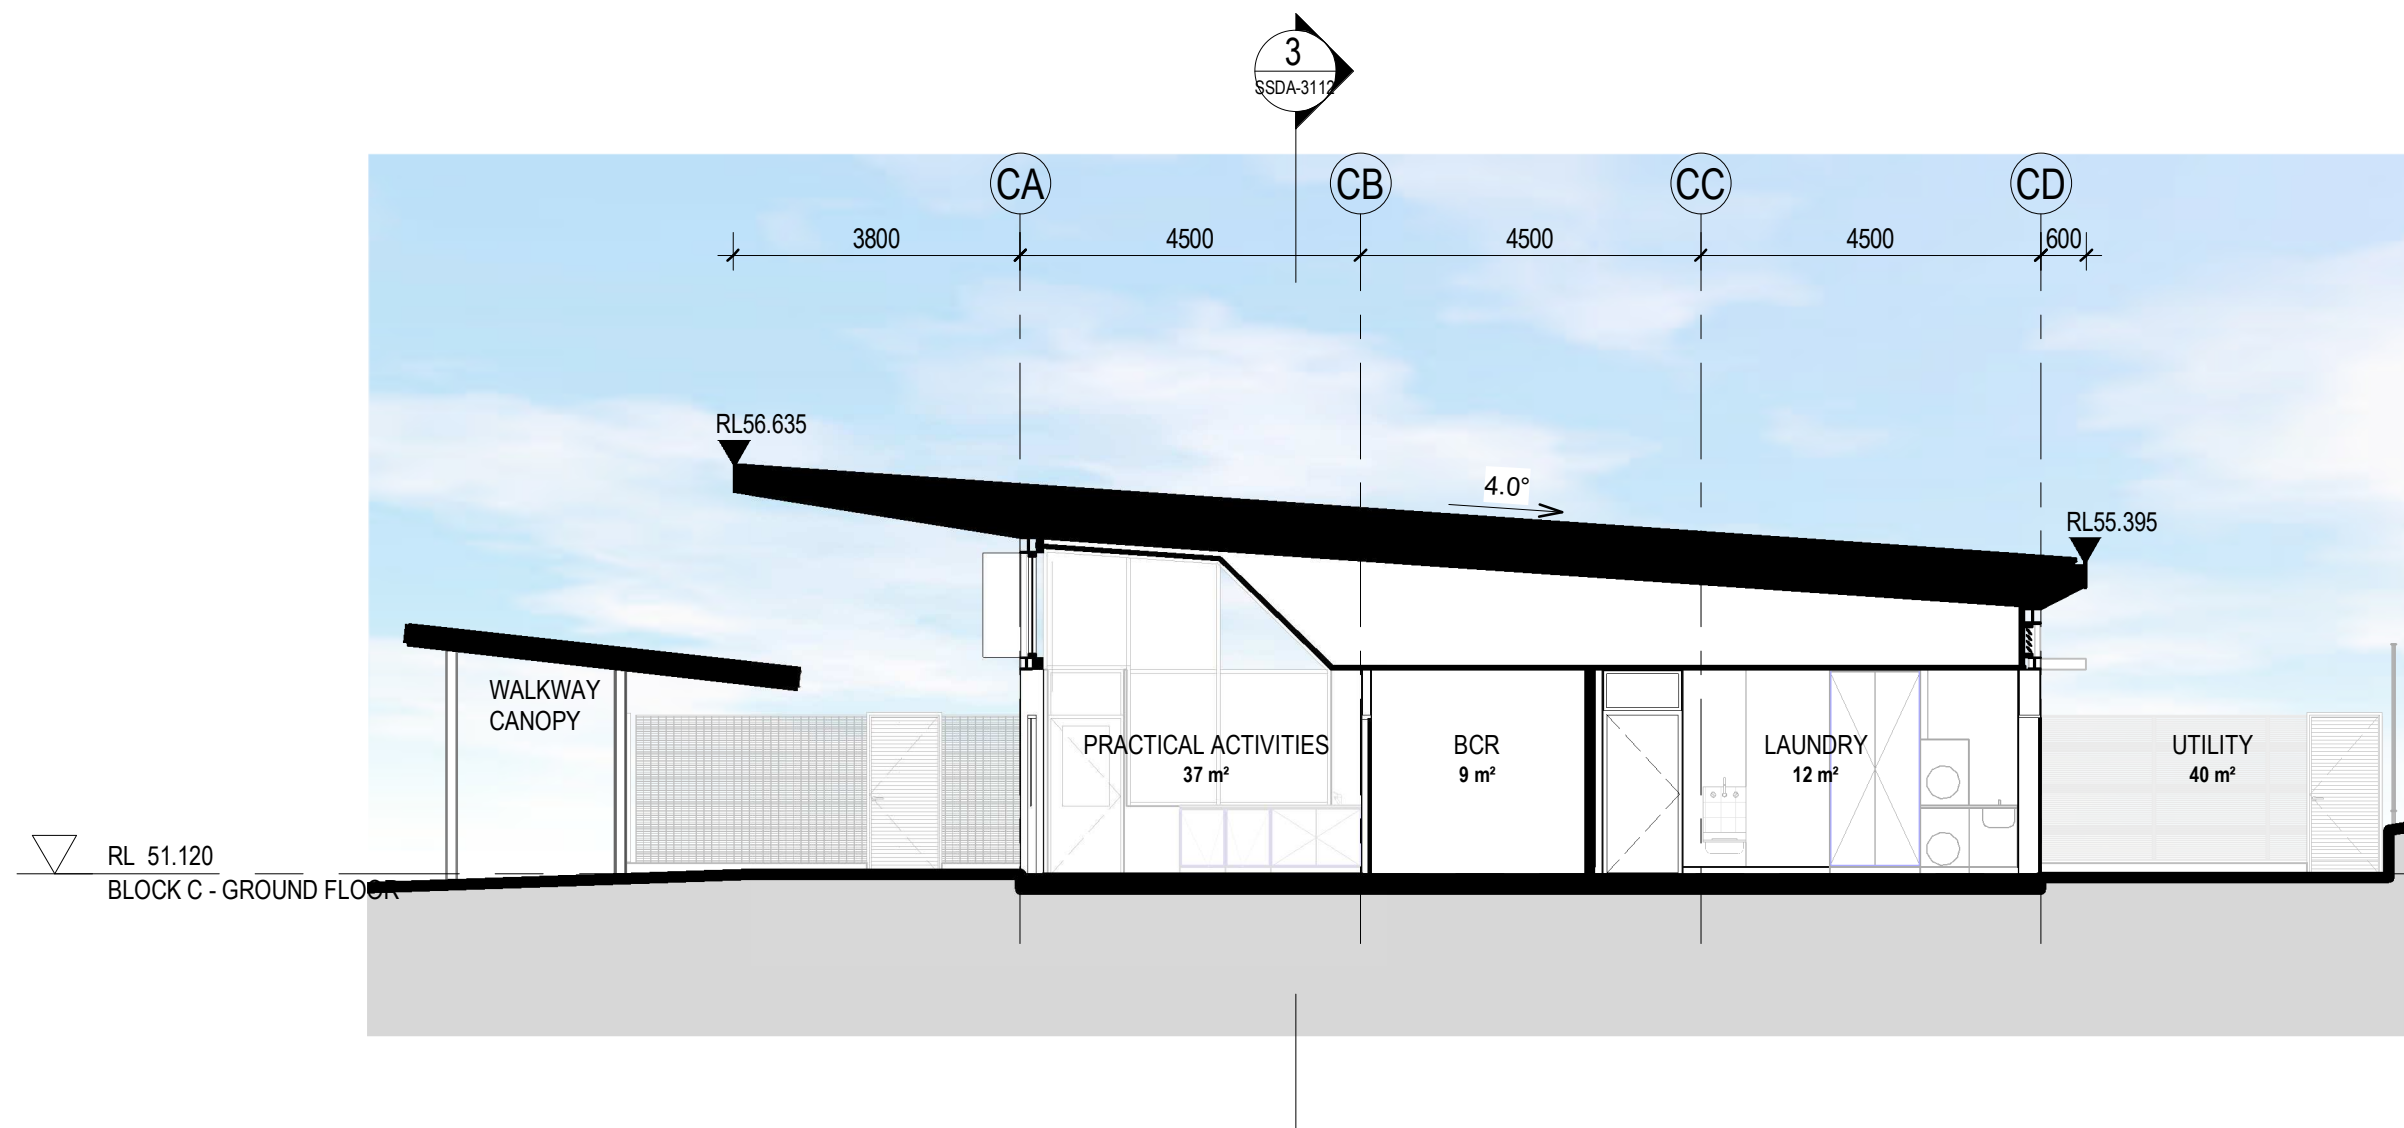 3
SSDA-3112
CA
CB
CC
CD
3800
4500
4500
4500
600
RL56.635
4.0°
RL55.395
WALKWAY
CANOPY
PRACTICAL ACTIVITIES
37 m²
BCR
9 m²
LAUNDRY
12 m²
UTILITY
40 m²
RL 51.120
BLOCK C - GROUND FLOOR